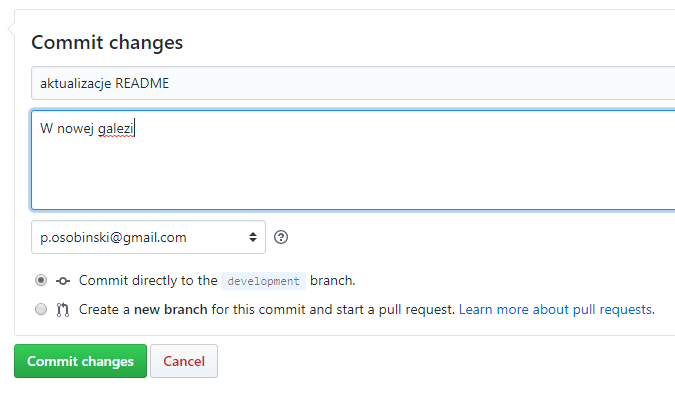 Commit changes
aktualizacje README
W nowej galezi
p.osobinski@gmail.com
Commit directly to the development branch.
Create a new branch for this commit and start a pull request. Learn more about pull requests.
Commit changes Cancel